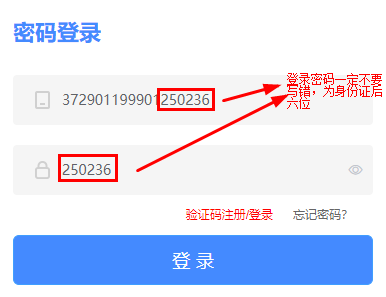 密码登录
372901199901250236
登录密码一定不要
写错，为身份证后
六位
250236
验证码注册/登录 忘记密码？
登 录